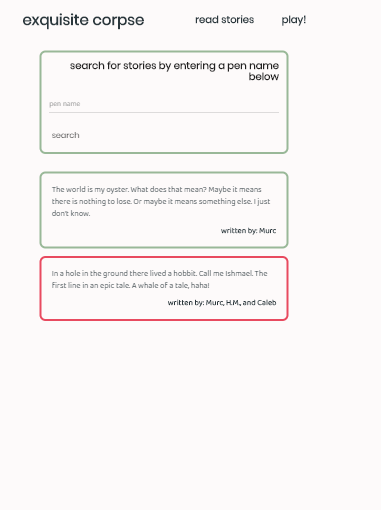 exquisite corpse
read stories
play!
search for stories by entering a pen name
below
pen name
search
The world is my oyster. What does that mean? Maybe it means
there is nothing to lose. Or maybe it means something else. I just
don't know.
written by: Murc
In a hole in the ground there lived a hobbit. Call me Ishmael. The
first line in an epic tale. A whale of a tale, haha!
written by: Murc, H.M., and Caleb